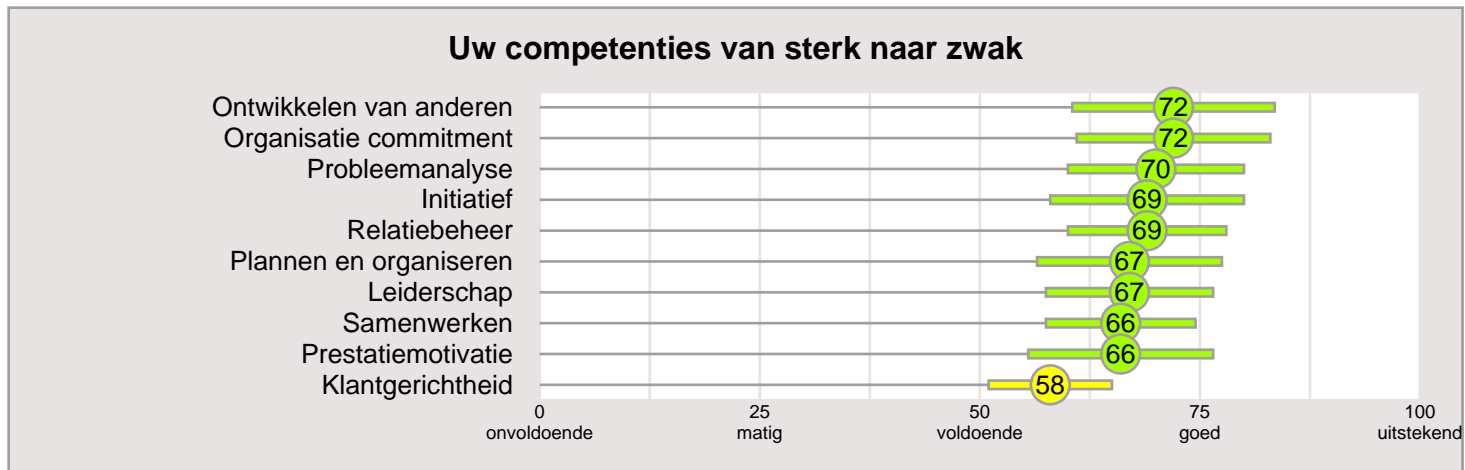 Uw competenties van sterk naar zwak
Ontwikkelen van anderen 72
Organisatie commitment 72
Probleemanalyse 70
Initiatief 69
Relatiebeheer 69
Plannen en organiseren 67
Leiderschap 67
Samenwerken 66
Prestatiemotivatie 66
Klantgerichtheid 58
0 25 50 75 100
onvoldoende matig voldoende goed uitstekend